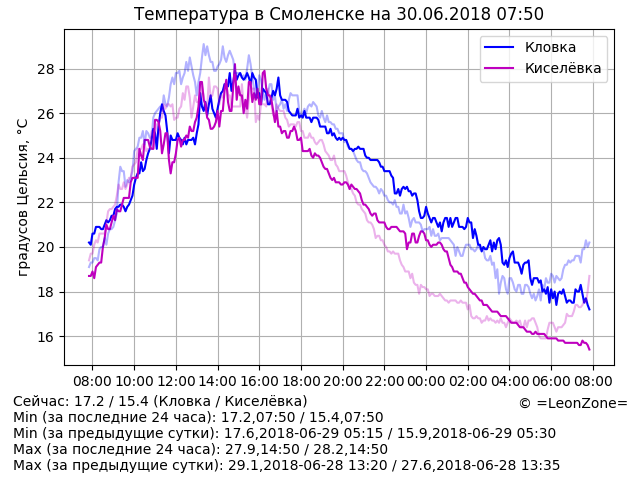 Температура в Смоленске на 30.06.2018 07:50
Кловка
Киселёвка
градусов Цельсия, °C
28
26
24
22
20
18
16
08:00 10:00 12:00 14:00 16:00 18:00 20:00 22:00 00:00 02:00 04:00 06:00 08:00
Сейчас: 17.2 / 15.4 (Кловка / Киселёвка)
© =LeonZone=
Min (за последние 24 часа): 17.2,07:50 / 15.4,07:50
Min (за предыдущие сутки): 17.6,2018-06-29 05:15 / 15.9,2018-06-29 05:30
Max (за последние 24 часа): 27.9,14:50 / 28.2,14:50
Max (за предыдущие сутки): 29.1,2018-06-28 13:20 / 27.6,2018-06-28 13:35